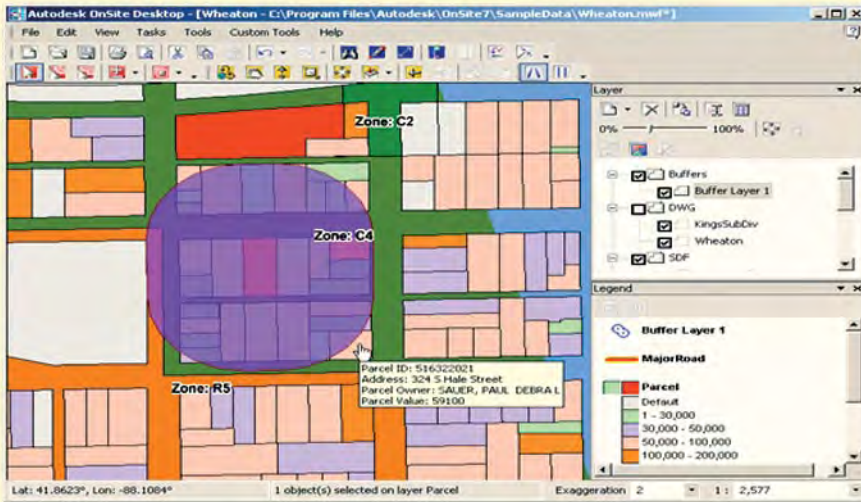 Autodesk OnSite Desktop - [Wheaton - C:\Program Files\Autodesk\OnSite7\SampleData\Wheaton.mwf*]
File Edit View Tasks Tools Custom Tools Help
Layer
0% 100%
Buffers
Buffer Layer 1
DWG
KingsSubDiv
Wheaton
SDF
Zone: C2
Zone: C4
Zone: R5
Parcel ID: 516322021
Address: 324 S Hale Street
Parcel Owner: SAUER, PAUL DEBRA L
Parcel Value: 59100
Legend
Buffer Layer 1
MajorRoad
Parcel
Default
1 - 30,000
30,000 - 50,000
50,000 - 100,000
100,000 - 200,000
Lat: 41.8623°, Lon: -88.1084° 1 object(s) selected on layer Parcel Exaggeration 2 1 : 2,577